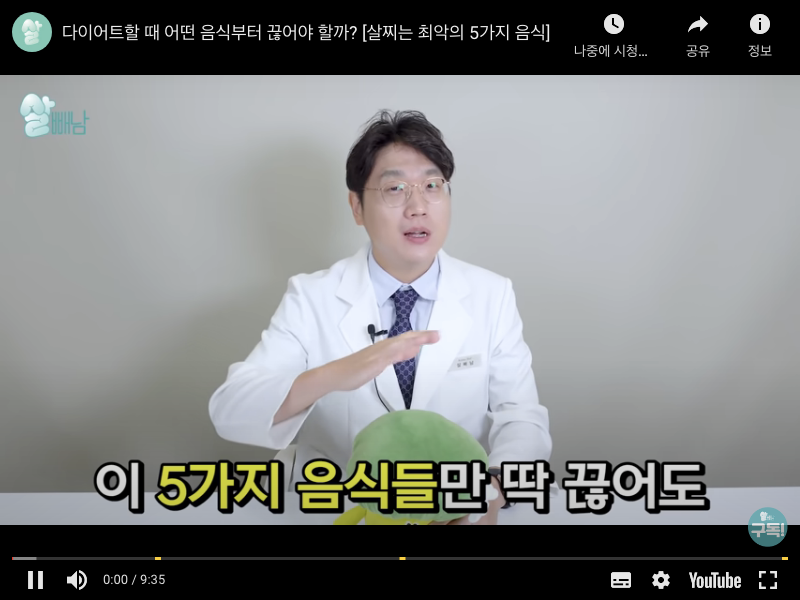 다이어트할 때 어떤 음식부터 끊어야 할까? [살찌는 최악의 5가지 음식]
나중에 시청...
공유
정보
살빼남
이 5가지 음식들만 딱 끊어도
구독!
0:00 / 9:35
YouTube